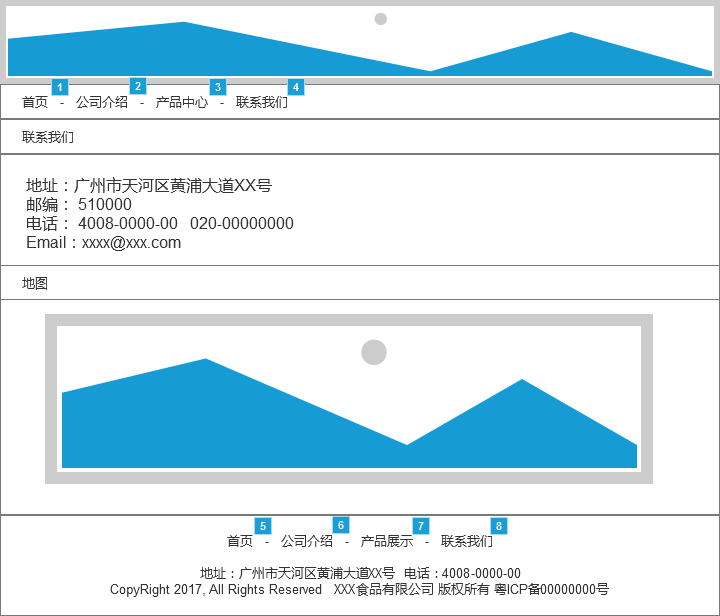 1 2 3 4
首页 - 公司介绍 - 产品中心 - 联系我们
联系我们
地址：广州市天河区黄浦大道XX号
邮编： 510000
电话： 4008-0000-00 020-00000000
Email：xxxx@xxx.com
地图
5 6 7 8
首页 - 公司介绍 - 产品展示 - 联系我们
地址：广州市天河区黄浦大道XX号 电话：4008-0000-00
CopyRight 2017, All Rights Reserved XXX食品有限公司 版权所有 粤ICP备00000000号